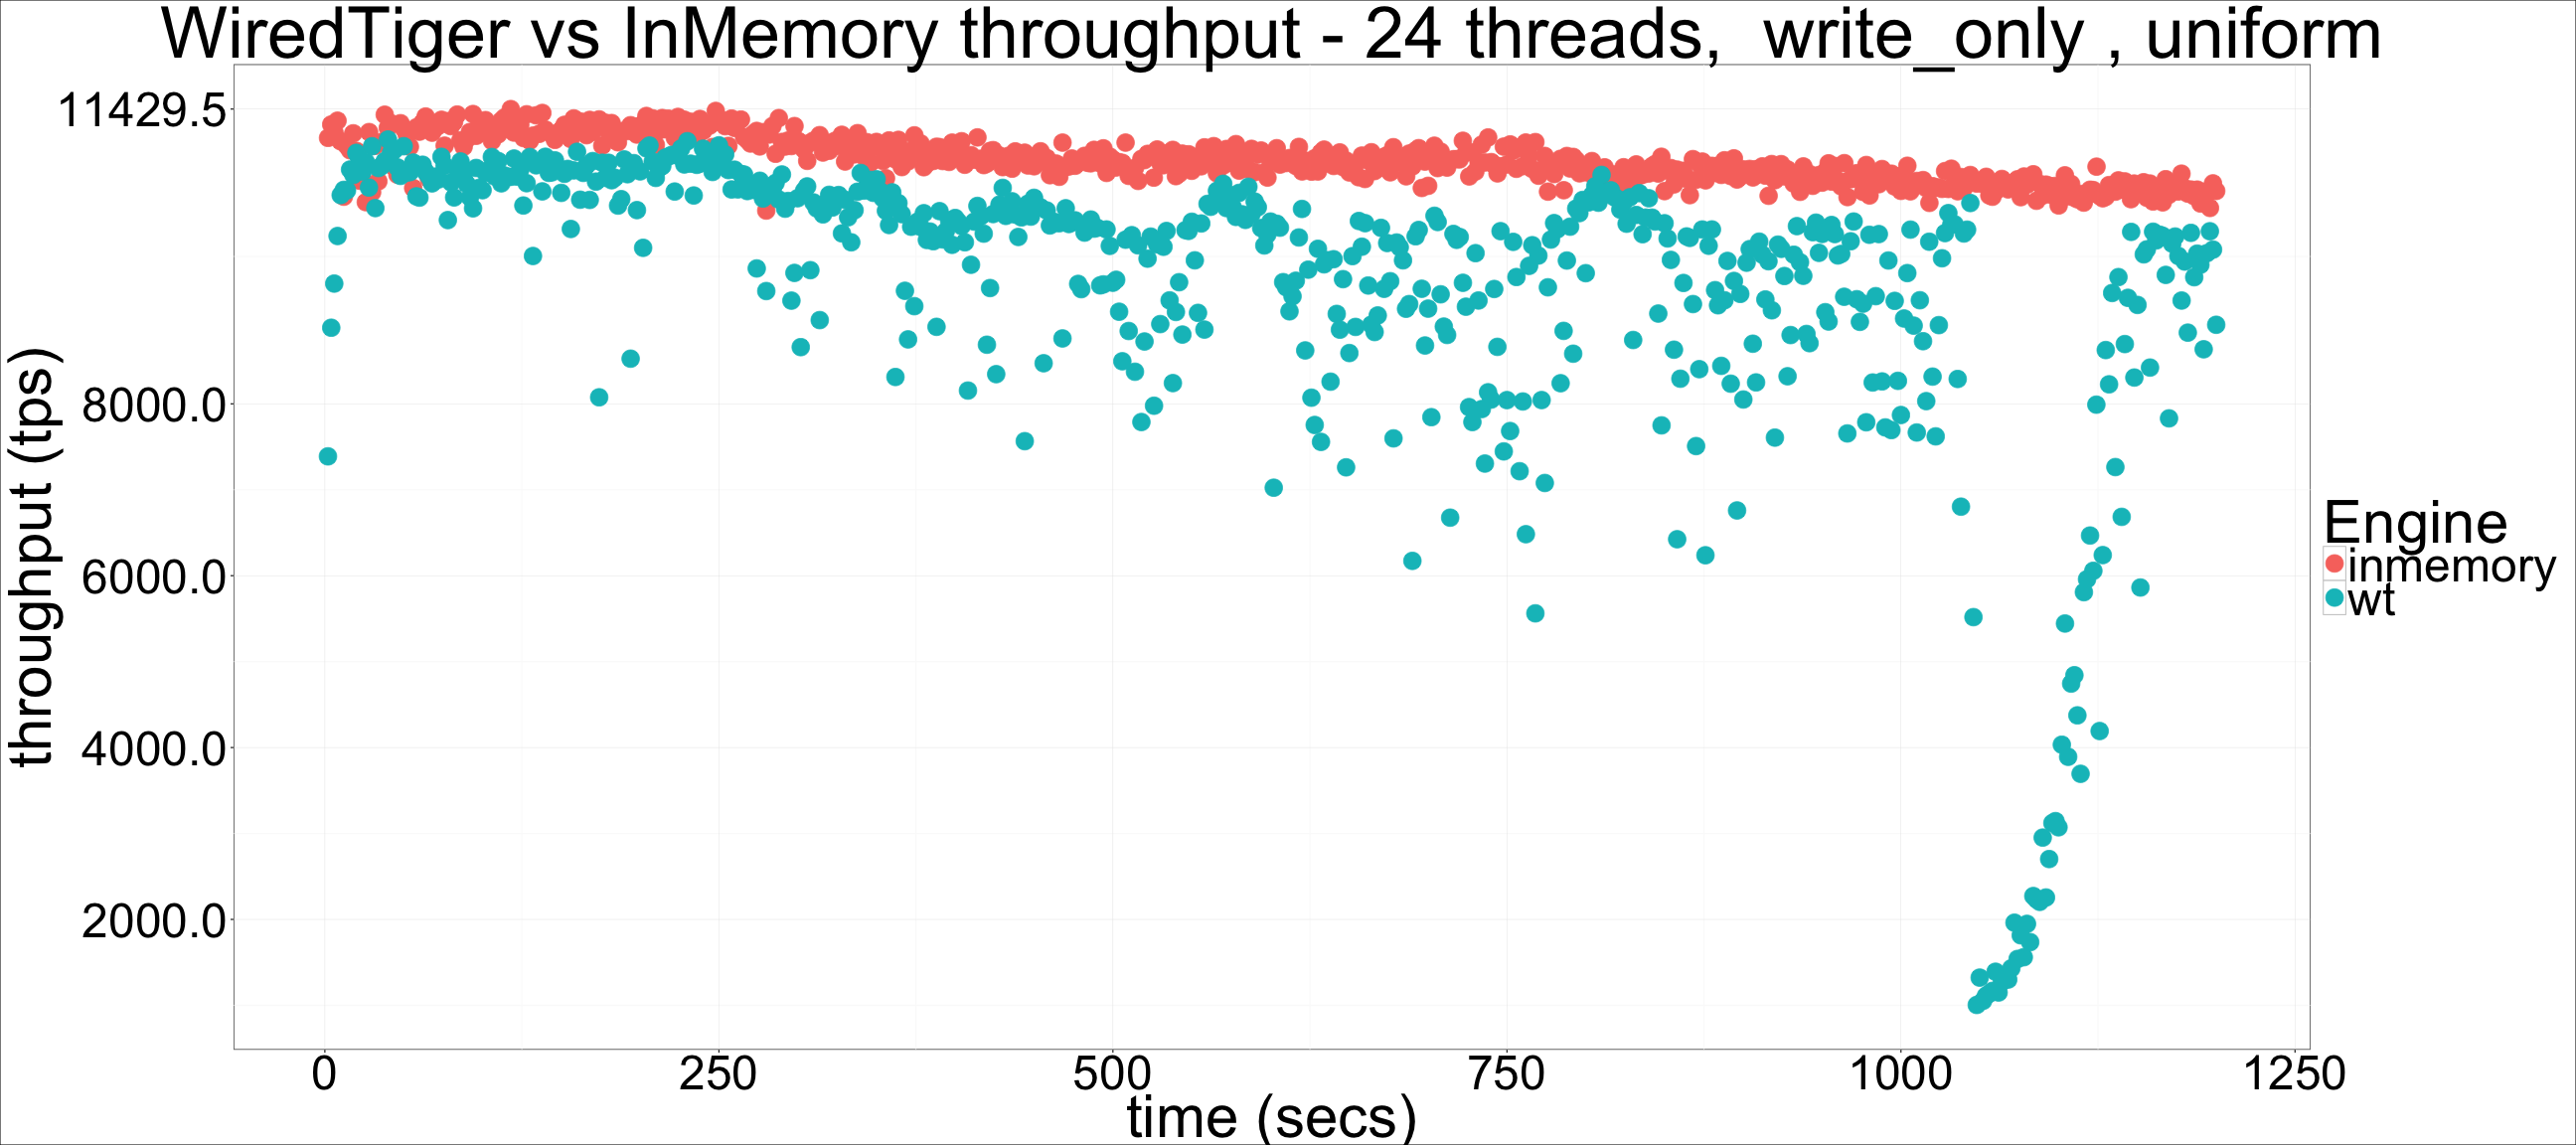 WiredTiger vs InMemory throughput - 24 threads,  write_only , uniform
throughput (tps)
11429.5
8000.0
6000.0
4000.0
2000.0
0 250 500 750 1000 1250
time (secs)
Engine
inmemory
wt